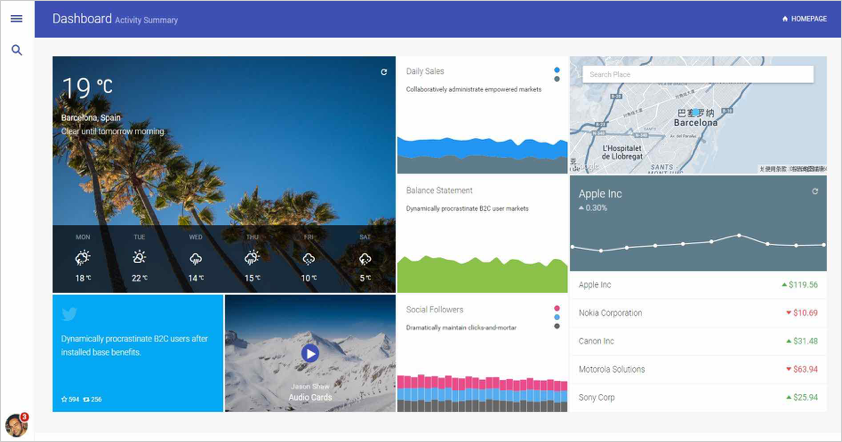 Dashboard Activity Summary
HOMEPAGE
19 °C
Barcelona, Spain
Clear until tomorrow morning
MON TUE WED THU FRI SAT
18 °C 22 °C 14 °C 15 °C 10 °C 5 °C
Dynamically procrastinate B2C users after
installed base benefits.
594 256
Jason Shaw
Audio Cards
Daily Sales
Collaboratively administrate empowered markets
Balance Statement
Dynamically procrastinate B2C user markets
Social Followers
Dramatically maintain clicks-and-mortar
Search Place
巴塞罗纳
Barcelona
L'Hospitalet
de Llobregat
SANTS -
MONTJUÏC
Apple Inc
0.30%
Apple Inc $119.56
Nokia Corporation $10.69
Canon Inc $31.48
Motorola Solutions $63.94
Sony Corp $25.94
3